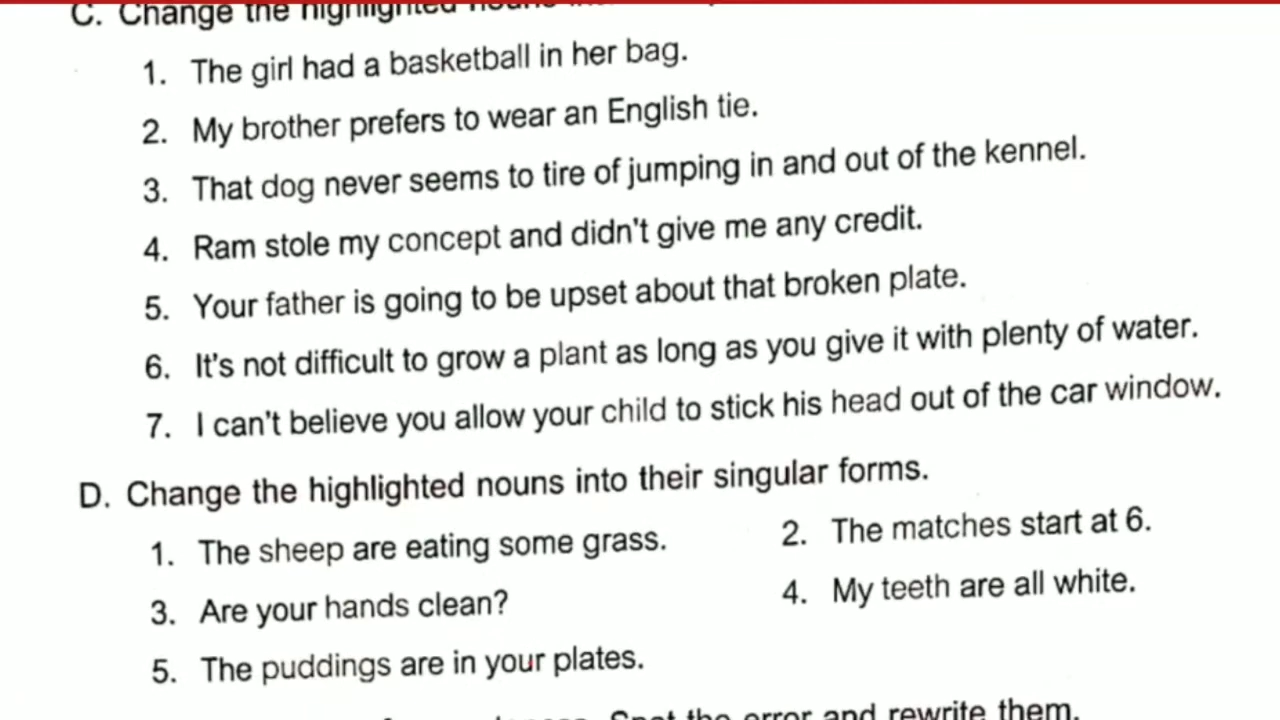 C. Change the highlighted nouns
1. The girl had a basketball in her bag.
2. My brother prefers to wear an English tie.
3. That dog never seems to tire of jumping in and out of the kennel.
4. Ram stole my concept and didn't give me any credit.
5. Your father is going to be upset about that broken plate.
6. It's not difficult to grow a plant as long as you give it with plenty of water.
7. I can't believe you allow your child to stick his head out of the car window.
D. Change the highlighted nouns into their singular forms.
1. The sheep are eating some grass. 2. The matches start at 6.
3. Are your hands clean? 4. My teeth are all white.
5. The puddings are in your plates.
Spot the error and rewrite them.